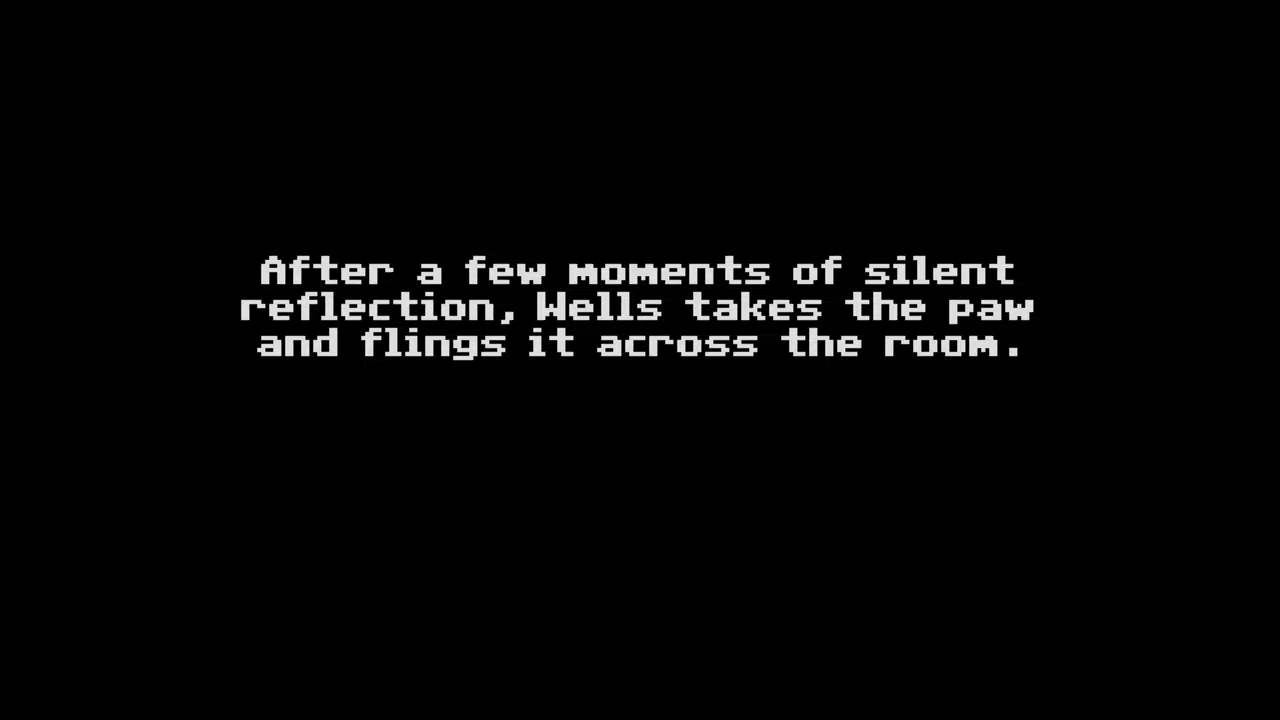 After a few moments of silent
reflection, Wells takes the paw
and flings it across the room.